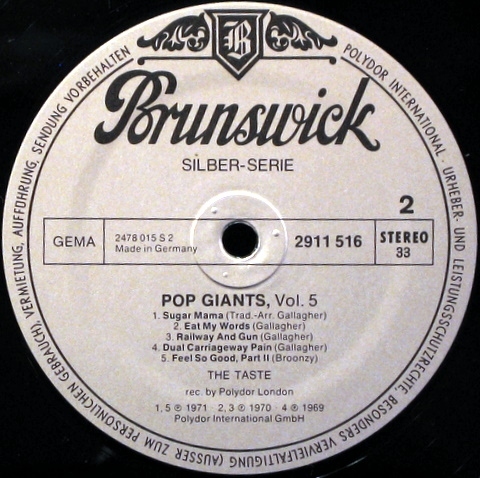 B
Brunswick
SILBER-SERIE
2
GEMA
2478 015 S 2
Made in Germany
2911 516
STEREO
33
POP GIANTS, Vol. 5
1. Sugar Mama (Trad.-Arr. Gallagher)
2. Eat My Words (Gallagher)
3. Railway And Gun (Gallagher)
4. Dual Carriageway Pain (Gallagher)
5. Feel So Good, Part II (Broonzy)
THE TASTE
rec. by Polydor London
1, 5 ℗ 1971 2, 3 ℗ 1970 4 ℗ 1969
Polydor International GmbH
POLYDOR INTERNATIONAL · URHEBER- UND LEISTUNGSSCHUTZRECHTE, BESONDERS VERVIELFÄLTIGUNG (AUSSER ZUM PERSÖNLICHEN GEBRAUCH), VERMIETUNG, AUFFÜHRUNG, SENDUNG VORBEHALTEN